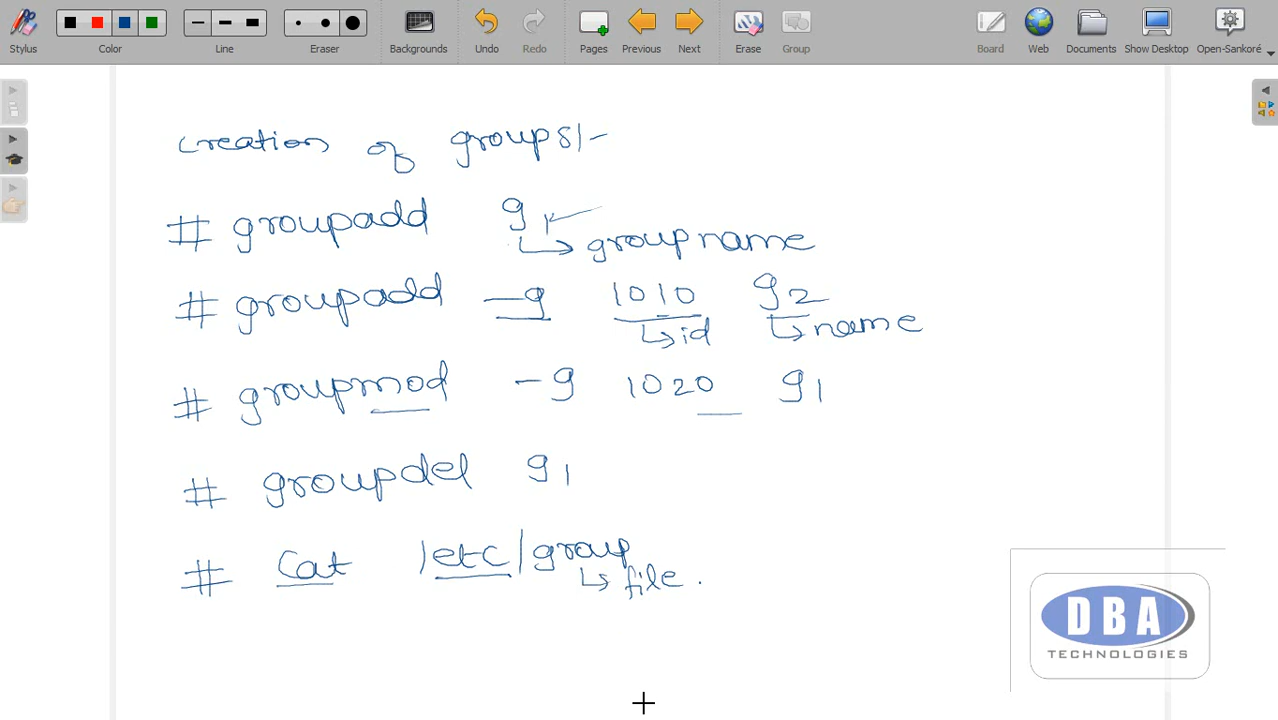 Stylus Color Line Eraser Backgrounds Undo Redo Pages Previous Next Erase Group Board Web Documents Show Desktop Open-Sankoré
creation of groups:-
# groupadd g1
↳ groupname
# groupadd -g 1010 g2
↳ id ↳ name
# groupmod -g 1020 g1
# groupdel g1
# Cat /etc/group
↳ file.
DBA
TECHNOLOGIES